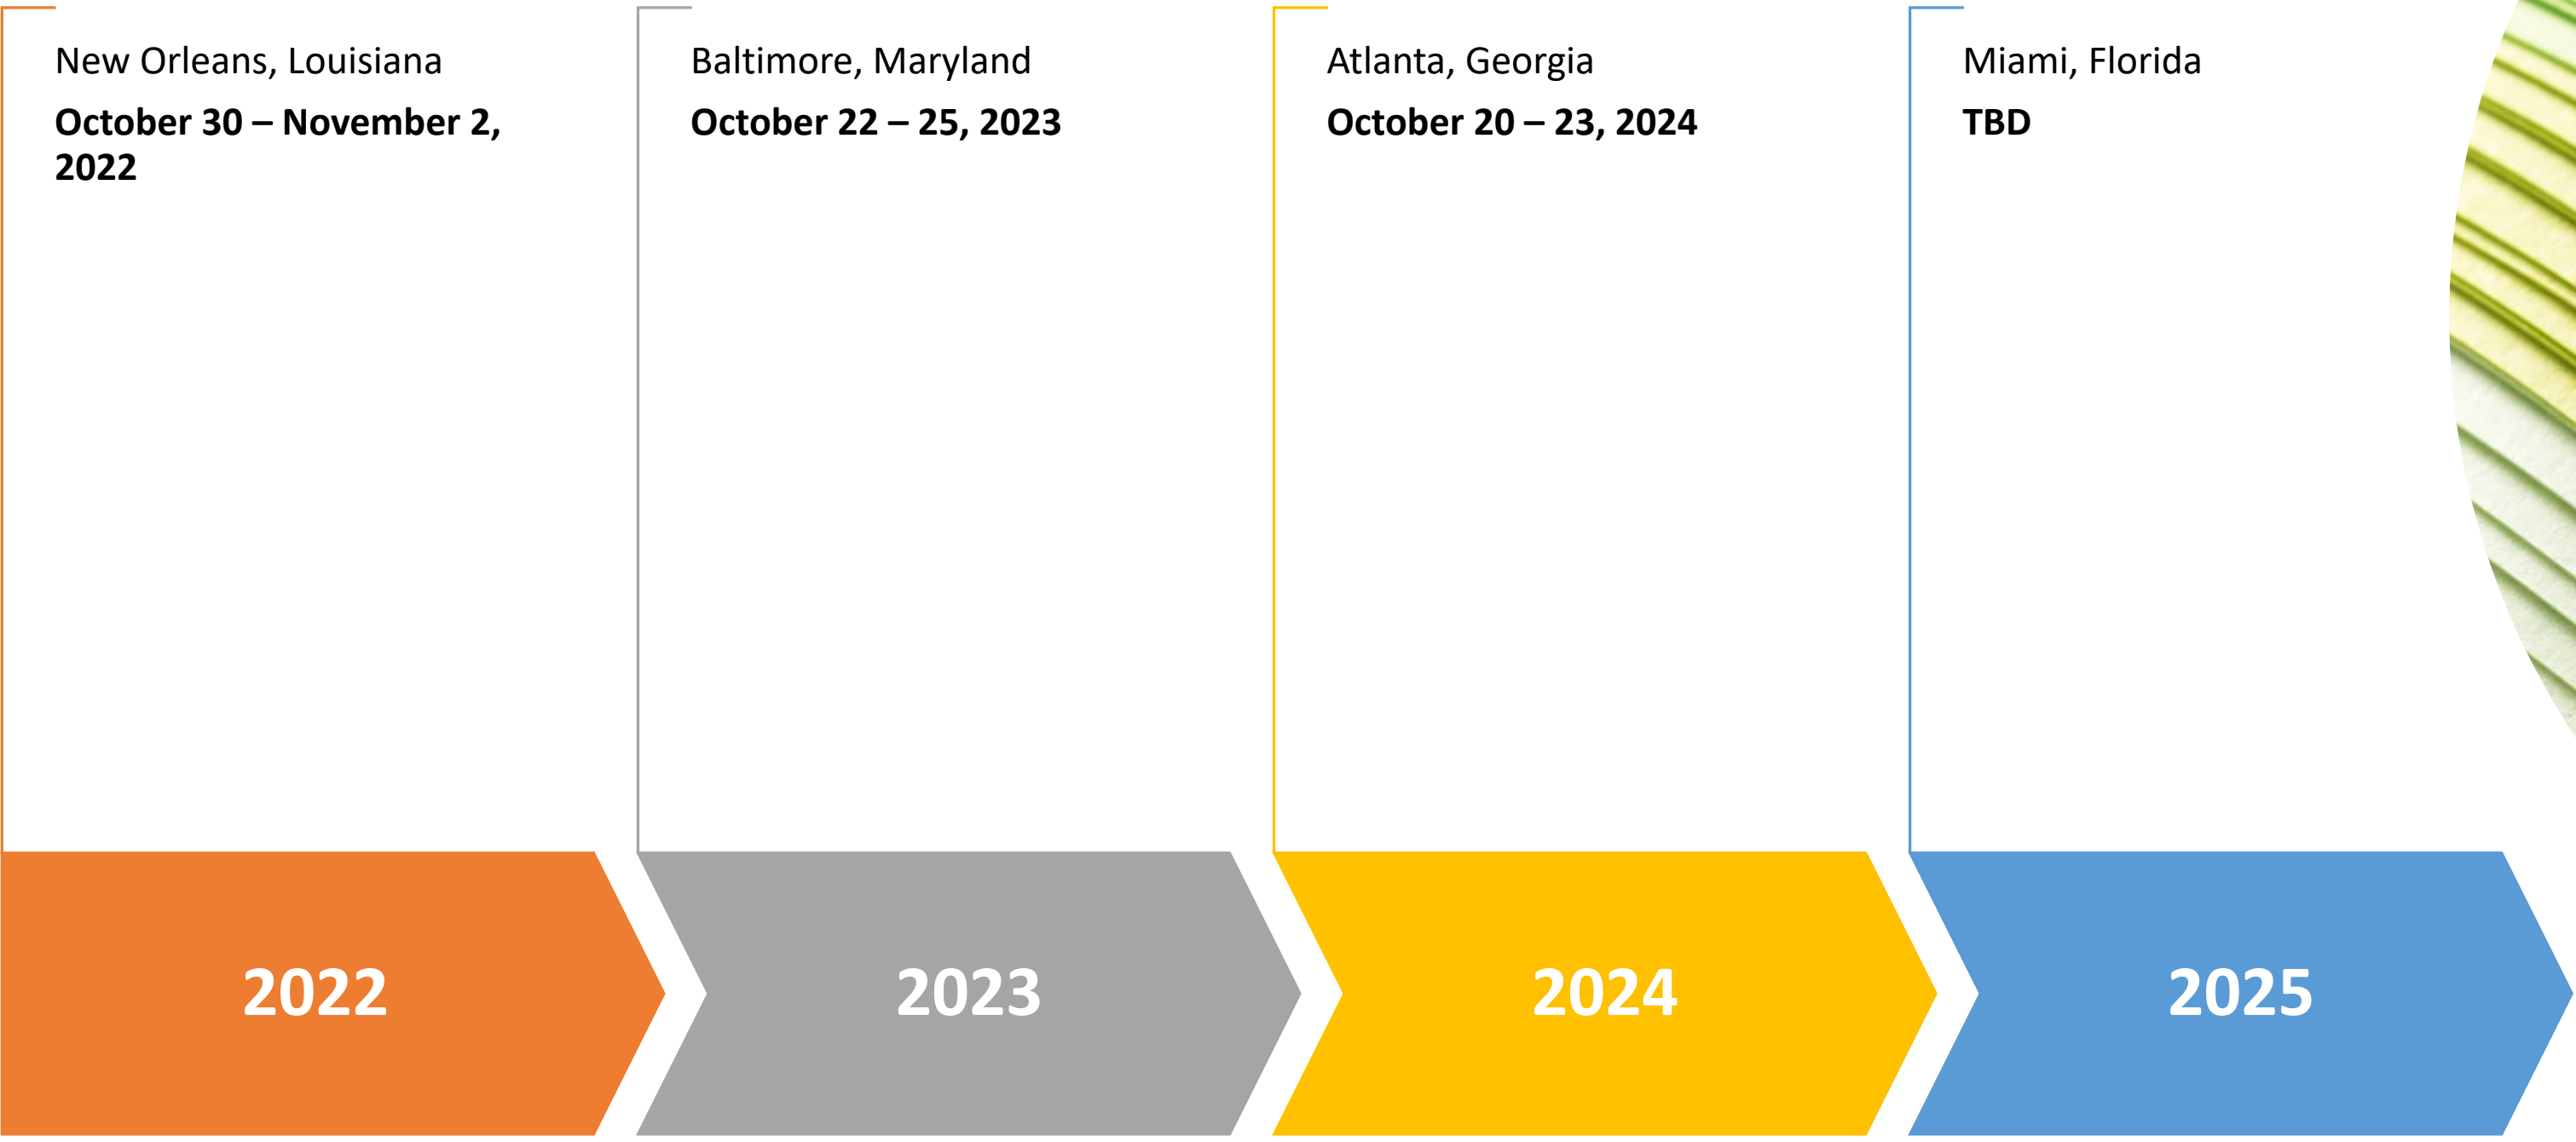 New Orleans, Louisiana
October 30 – November 2,
2022
Baltimore, Maryland
October 22 – 25, 2023
Atlanta, Georgia
October 20 – 23, 2024
Miami, Florida
TBD
2022
2023
2024
2025